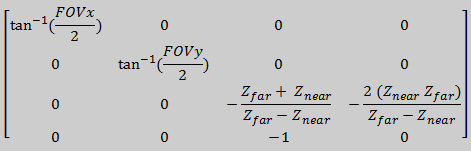 tan⁻¹(FOVx/2) 0 0 0
0 tan⁻¹(FOVy/2) 0 0
0 0 −(Z_far + Z_near)/(Z_far − Z_near) −(2 (Z_near Z_far))/(Z_far − Z_near)
0 0 −1 0